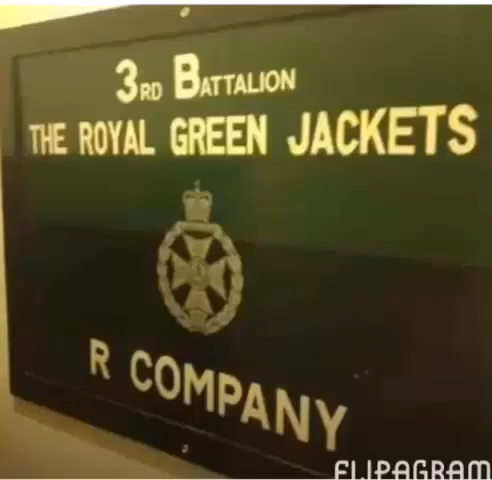 3RD BATTALION
THE ROYAL GREEN JACKETS
R COMPANY
FLIPAGRAM